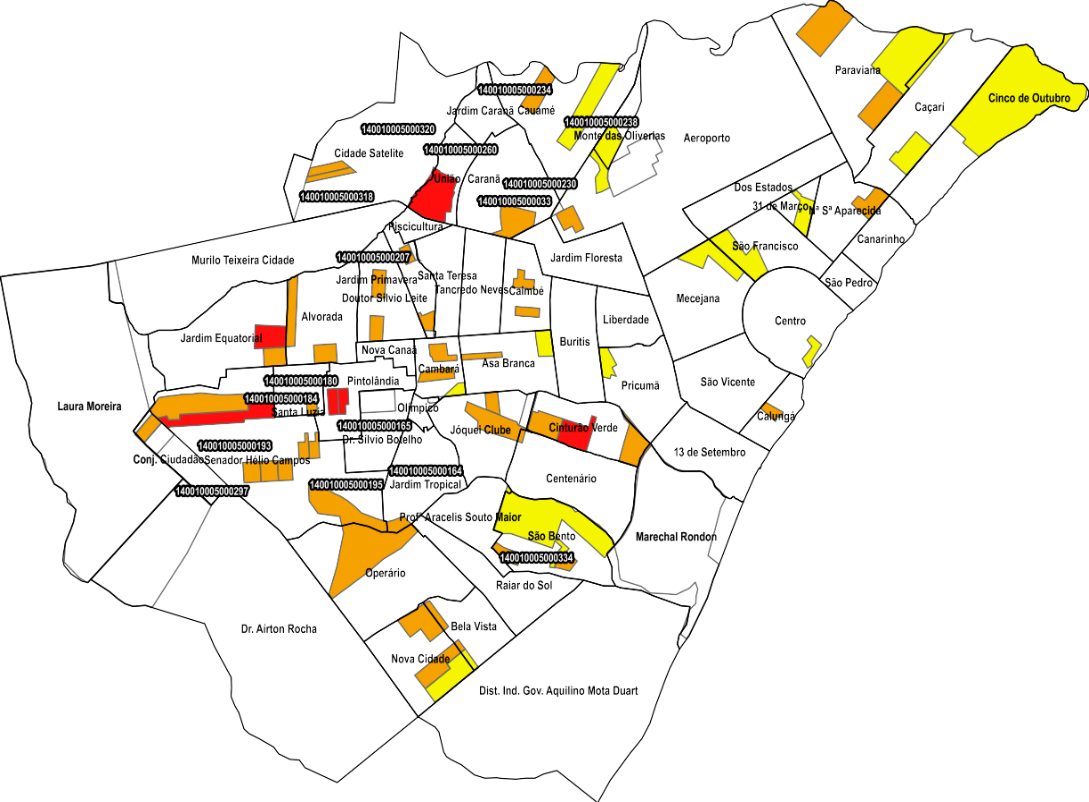 Paraviana
140010005000234
Cinco de Outubro
Jardim Caranã
Cauamé
Caçarí
140010005000320
140010005000238
Monte das Oliverias
Aeroporto
140010005000260
Cidade Satelite
União
Caranã
140010005000230
Dos Estados
140010005000318
140010005000033
31 de Março
Nª Sª Aparecida
Piscicultura
Canarinho
São Francisco
140010005000207
Murilo Teixeira Cidade
Jardim Floresta
Santa Teresa
Jardim Primavera
São Pedro
Tancredo Neves
Caimbé
Doutor Silvio Leite
Mecejana
Alvorada
Liberdade
Centro
Jardim Equatorial
Buritis
Nova Canaã
Asa Branca
Cambará
140010005000180
Pintolândia
São Vicente
Pricumã
140010005000184
Laura Moreira
Olímpico
Santa Luzia
Calungá
140010005000165
Jóquei Clube
Cinturão Verde
Dr. Silvio Botelho
140010005000193
13 de Setembro
Conj. Cidadão
Senador Hélio Campos
140010005000164
Centenário
Jardim Tropical
140010005000195
140010005000297
Profª Aracelis Souto Maior
São Bento
Marechal Rondon
140010005000334
Operário
Raiar do Sol
Dr. Airton Rocha
Bela Vista
Nova Cidade
Dist. Ind. Gov. Aquilino Mota Duart